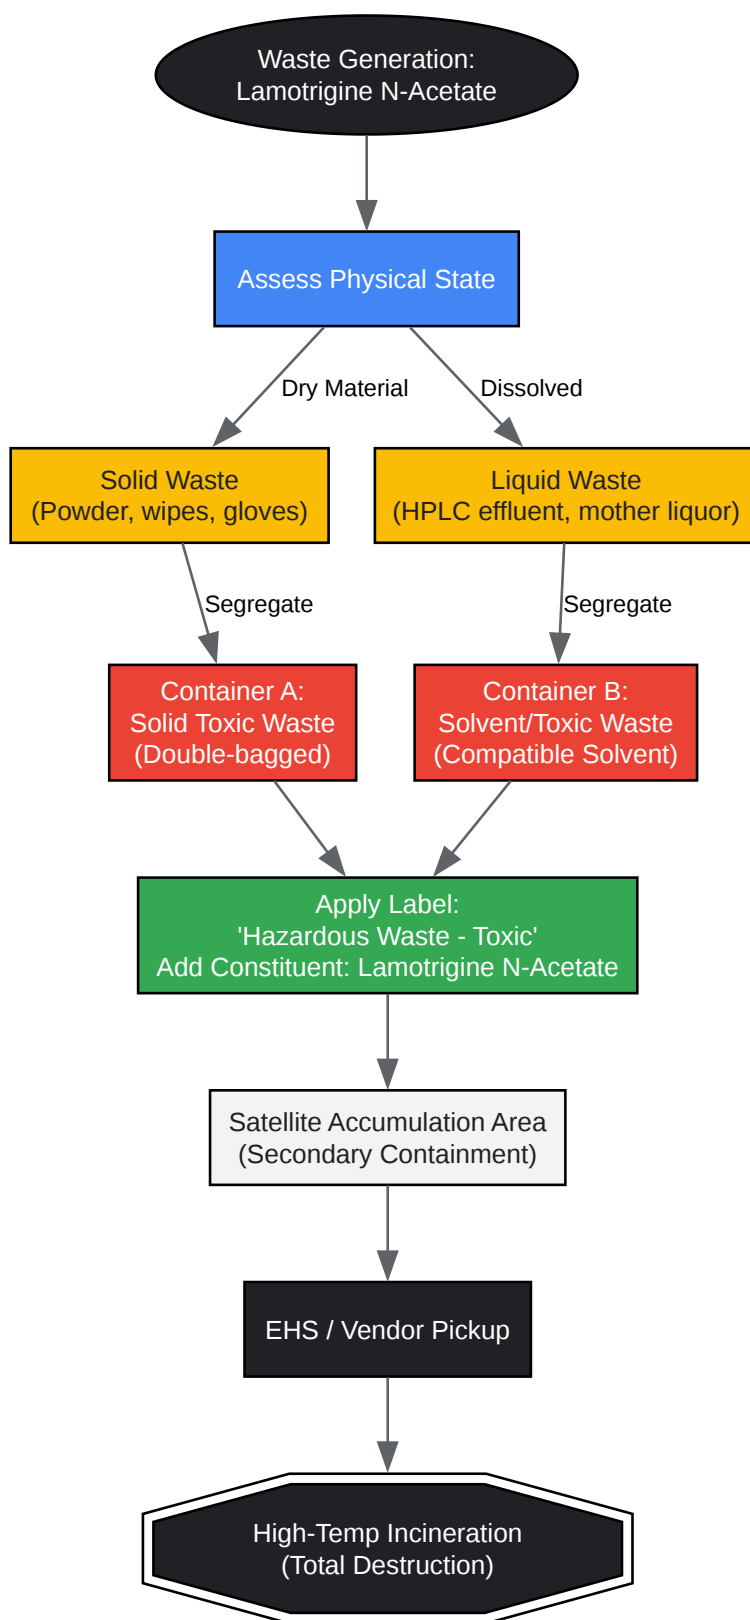 Waste Generation:
Lamotrigine N-Acetate
Assess Physical State
Dry Material
Dissolved
Solid Waste
(Powder, wipes, gloves)
Liquid Waste
(HPLC effluent, mother liquor)
Segregate
Segregate
Container A:
Solid Toxic Waste
(Double-bagged)
Container B:
Solvent/Toxic Waste
(Compatible Solvent)
Apply Label:
'Hazardous Waste - Toxic'
Add Constituent: Lamotrigine N-Acetate
Satellite Accumulation Area
(Secondary Containment)
EHS / Vendor Pickup
High-Temp Incineration
(Total Destruction)